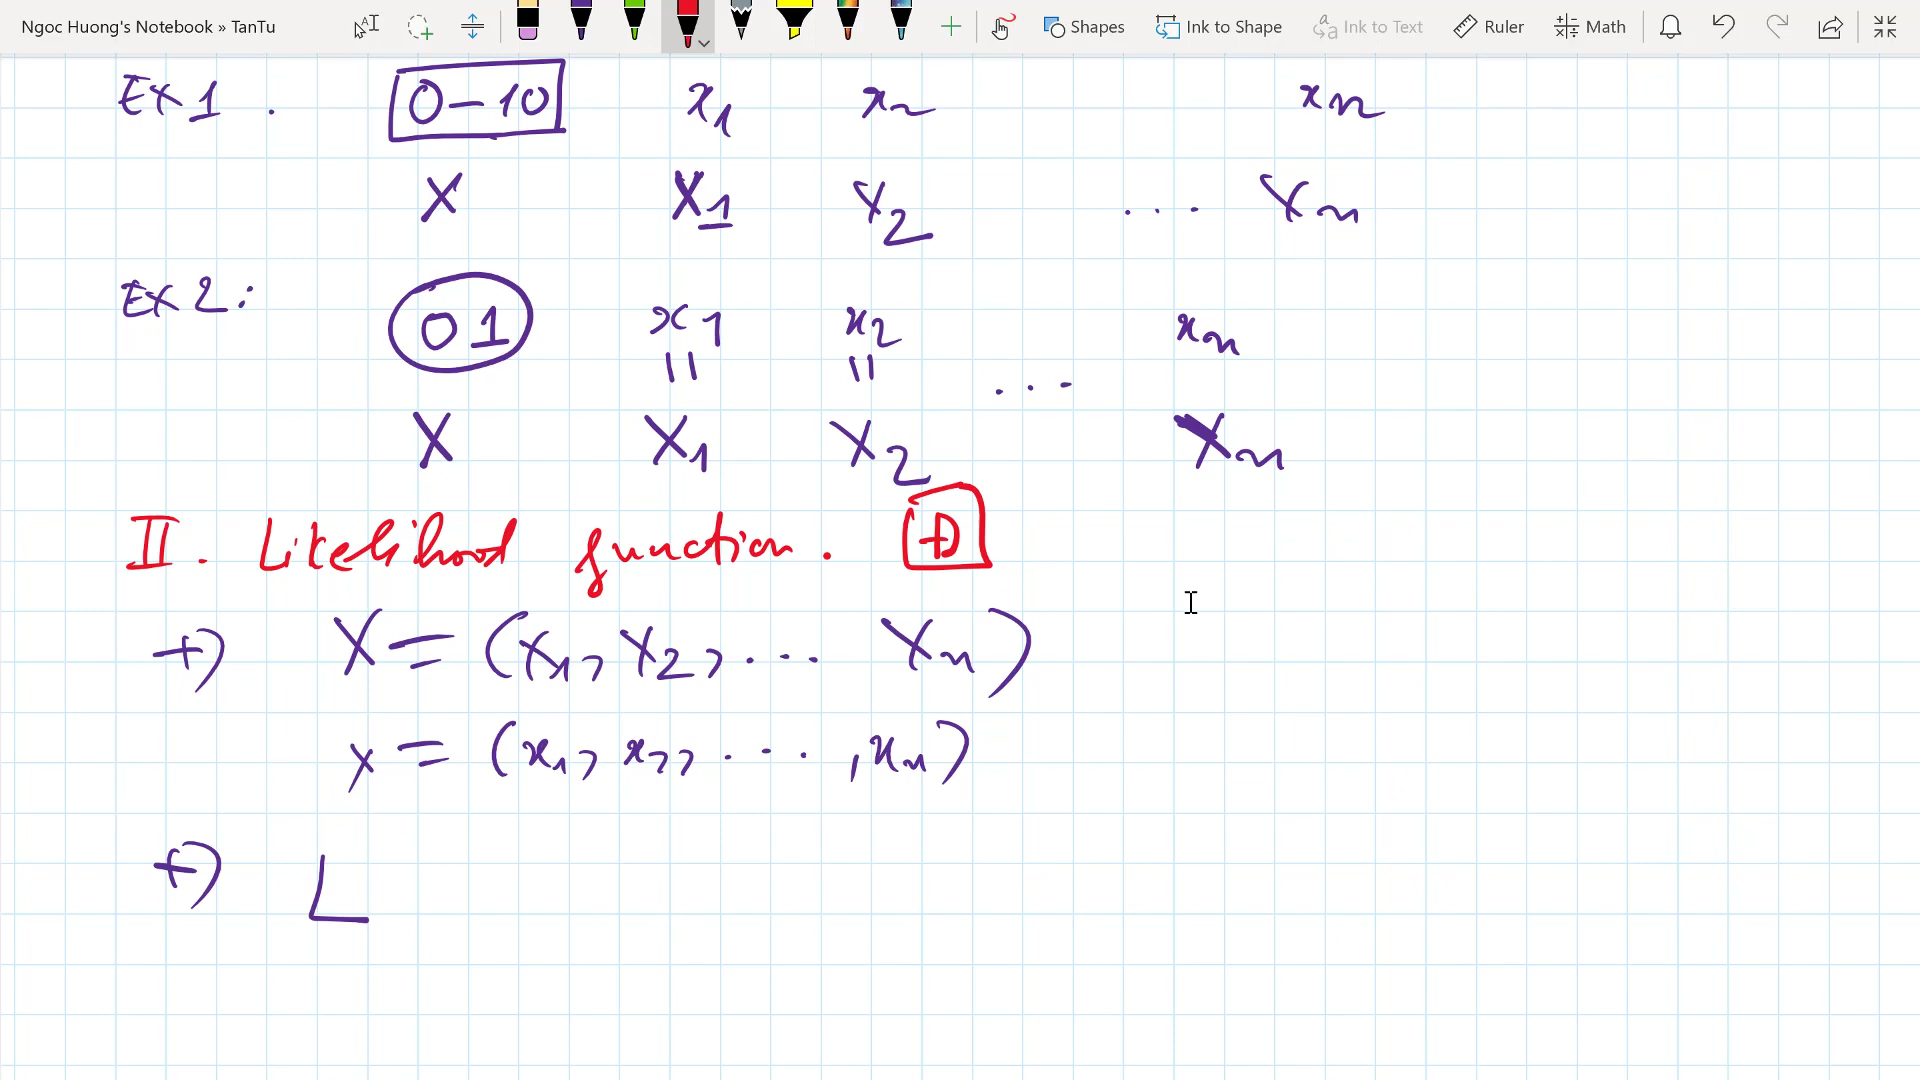 Ngoc Huong's Notebook » TanTu
Shapes Ink to Shape Ink to Text Ruler Math
Ex 1 . 0-10 x₁ x₂ xₙ
X X₁ X₂ ... Xₙ
Ex 2: 0 1 x₁ x₂ xₙ
= = ...
X X₁ X₂ Xₙ
II. Likelihood function. Đ
+) X = (X₁, X₂, ... Xₙ)
x = (x₁, x₂, ... , xₙ)
+) L